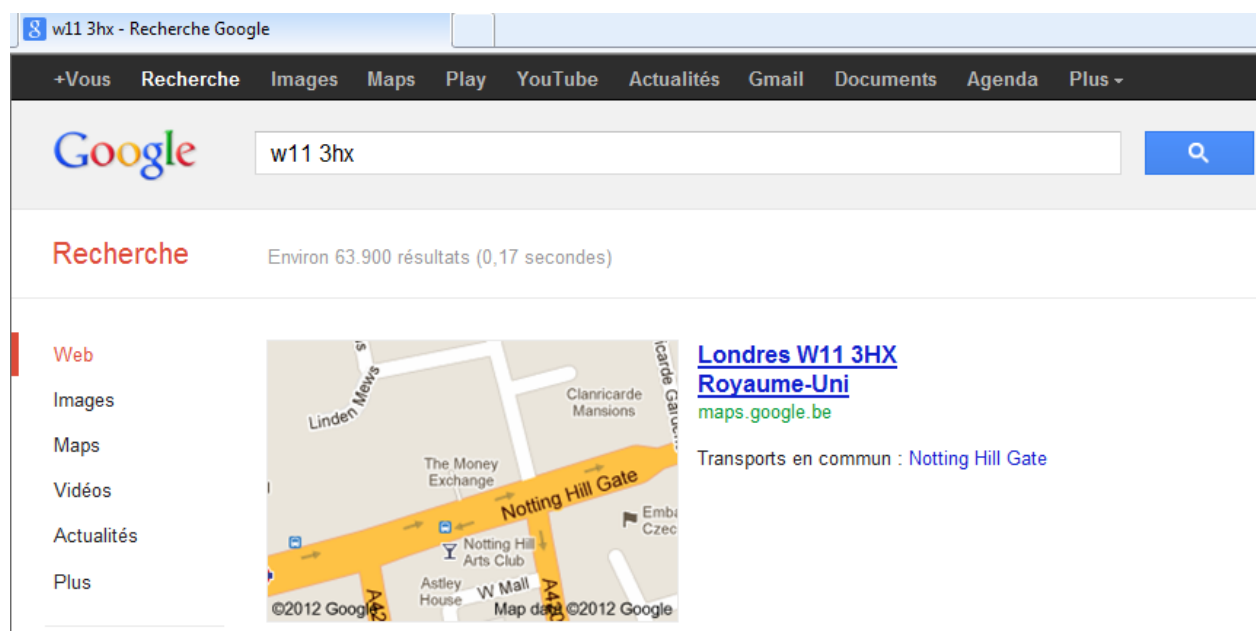 w11 3hx - Recherche Google
+Vous Recherche Images Maps Play YouTube Actualités Gmail Documents Agenda Plus
Google
w11 3hx
Recherche
Environ 63.900 résultats (0,17 secondes)
Web
Images
Maps
Vidéos
Actualités
Plus
Linden Mews
Clanricarde
Mansions
The Money
Exchange
Notting Hill Gate
Notting Hill
Arts Club
Astley
House
W Mall
©2012 Google
Map data ©2012 Google
Londres W11 3HX
Royaume-Uni
maps.google.be
Transports en commun : Notting Hill Gate